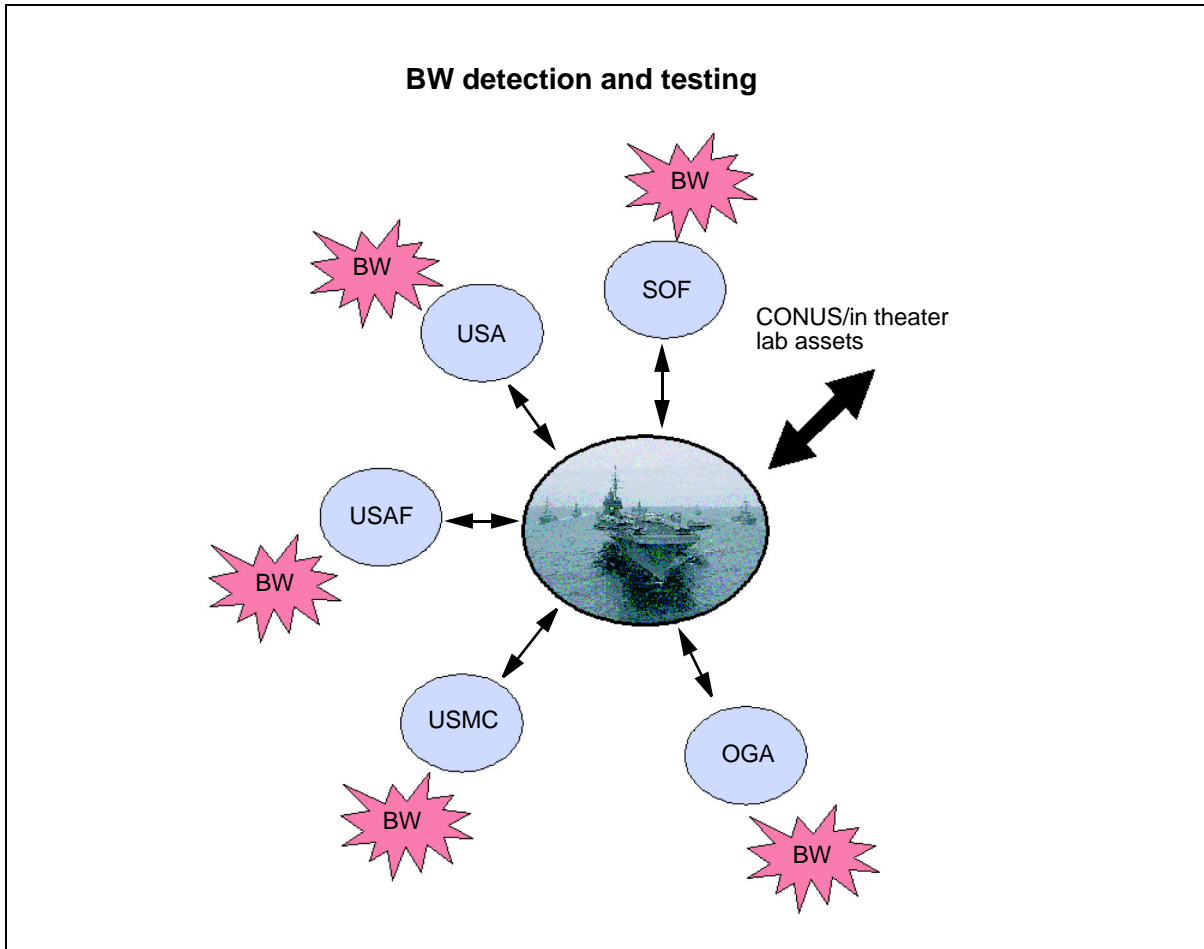 BW detection and testing
BW
BW
SOF
USA
CONUS/in theater
lab assets
USAF
BW
USMC
OGA
BW
BW